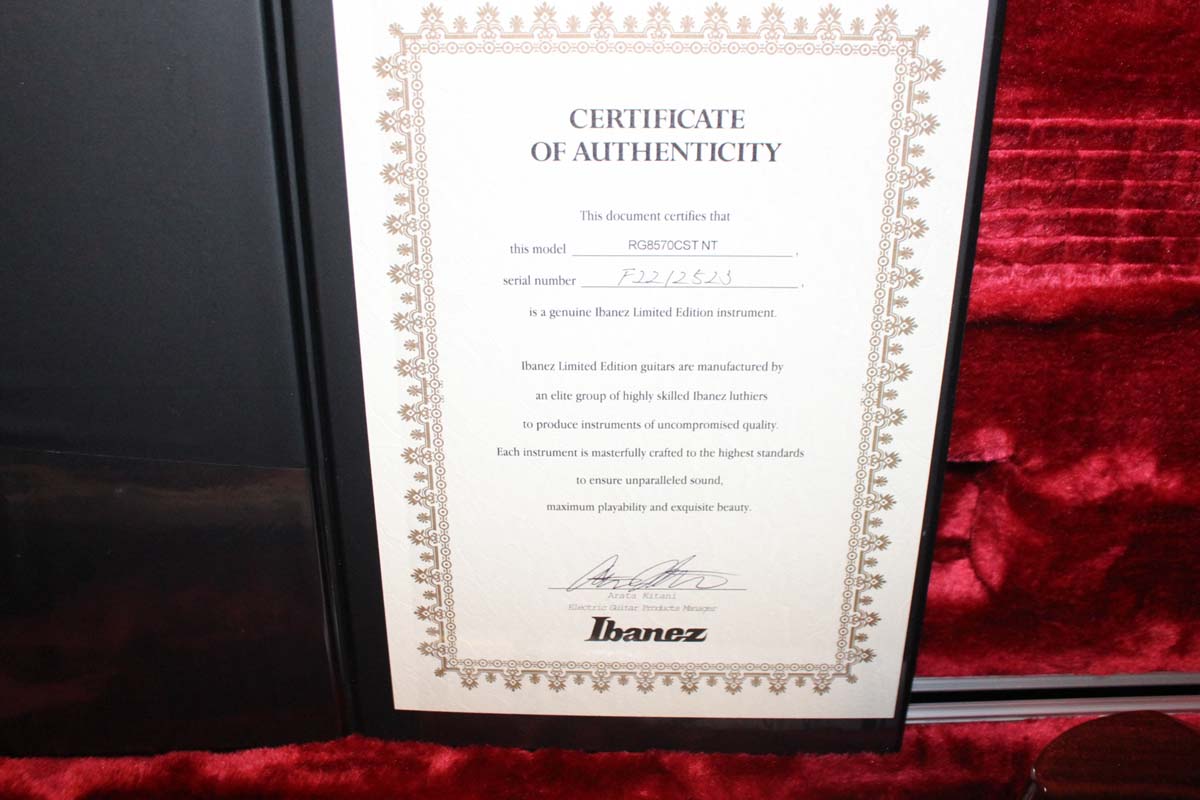 CERTIFICATE
OF AUTHENTICITY
This document certifies that
this model RG8570CST NT,
serial number F2212523,
is a genuine Ibanez Limited Edition instrument.
Ibanez Limited Edition guitars are manufactured by
an elite group of highly skilled Ibanez luthiers
to produce instruments of uncompromised quality.
Each instrument is masterfully crafted to the highest standards
to ensure unparalleled sound,
maximum playability and exquisite beauty.
Arata Kitani
Electric Guitar Products Manager
Ibanez